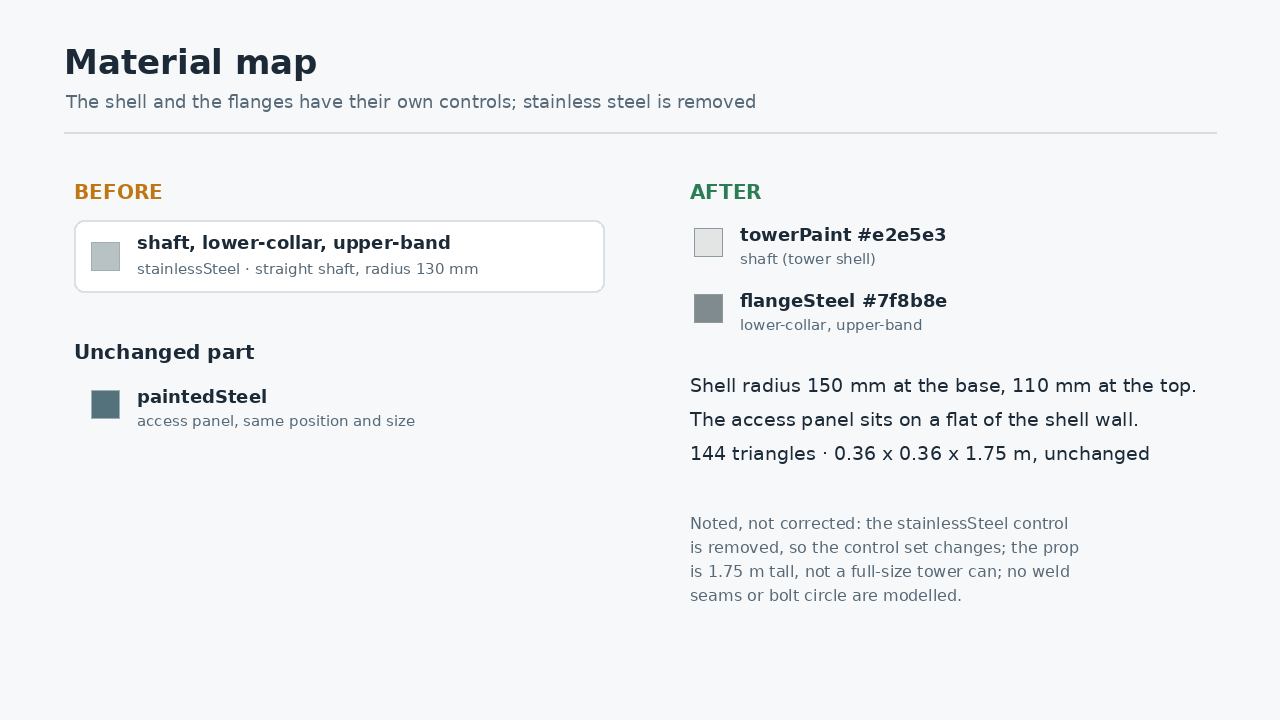 Material map
The shell and the flanges have their own controls; stainless steel is removed
BEFORE
shaft, lower-collar, upper-band
stainlessSteel · straight shaft, radius 130 mm
Unchanged part
paintedSteel
access panel, same position and size
AFTER
towerPaint #e2e5e3
shaft (tower shell)
flangeSteel #7f8b8e
lower-collar, upper-band
Shell radius 150 mm at the base, 110 mm at the top.
The access panel sits on a flat of the shell wall.
144 triangles · 0.36 x 0.36 x 1.75 m, unchanged
Noted, not corrected: the stainlessSteel control
is removed, so the control set changes; the prop
is 1.75 m tall, not a full-size tower can; no weld
seams or bolt circle are modelled.